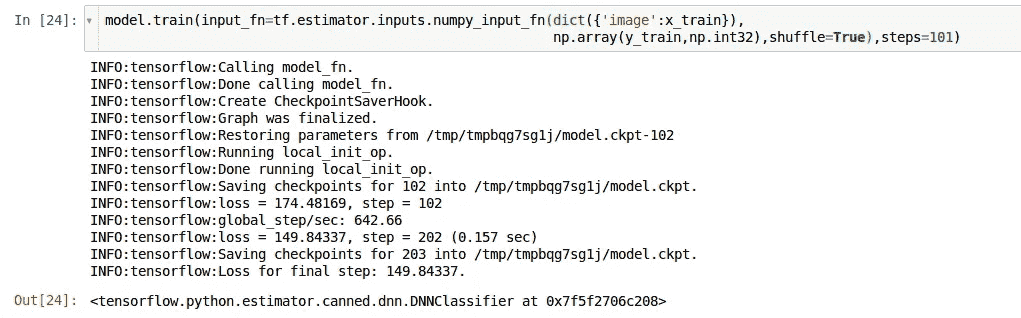 In [24]: model.train(input_fn=tf.estimator.inputs.numpy_input_fn(dict({'image':x_train}),
np.array(y_train,np.int32),shuffle=True),steps=101)
INFO:tensorflow:Calling model_fn.
INFO:tensorflow:Done calling model_fn.
INFO:tensorflow:Create CheckpointSaverHook.
INFO:tensorflow:Graph was finalized.
INFO:tensorflow:Restoring parameters from /tmp/tmpbqg7sg1j/model.ckpt-102
INFO:tensorflow:Running local_init_op.
INFO:tensorflow:Done running local_init_op.
INFO:tensorflow:Saving checkpoints for 102 into /tmp/tmpbqg7sg1j/model.ckpt.
INFO:tensorflow:loss = 174.48169, step = 102
INFO:tensorflow:global_step/sec: 642.66
INFO:tensorflow:loss = 149.84337, step = 202 (0.157 sec)
INFO:tensorflow:Saving checkpoints for 203 into /tmp/tmpbqg7sg1j/model.ckpt.
INFO:tensorflow:Loss for final step: 149.84337.
Out[24]: <tensorflow.python.estimator.canned.dnn.DNNClassifier at 0x7f5f2706c208>